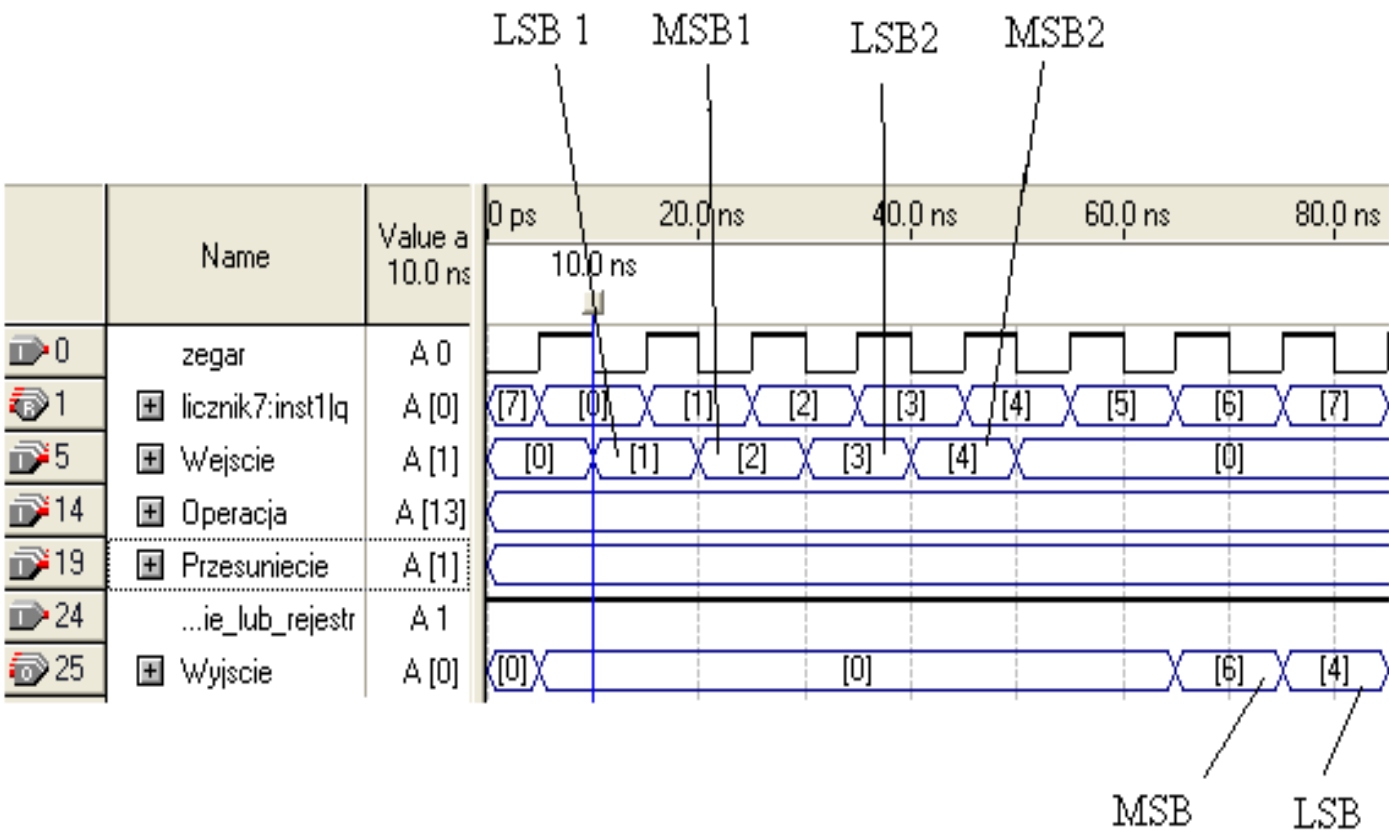 LSB 1 MSB1 LSB2 MSB2
Name Value a 10.0 ns 0 ps 20.0 ns 40.0 ns 60.0 ns 80.0 ns
10.0 ns
0 zegar A 0
1 licznik7:inst1|q A [0] [7] [0] [1] [2] [3] [4] [5] [6] [7]
5 Wejscie A [1] [0] [1] [2] [3] [4] [0]
14 Operacja A [13]
19 Przesuniecie A [1]
24 ...ie_lub_rejestr A 1
25 Wyjscie A [0] [0] [0] [6] [4]
MSB LSB